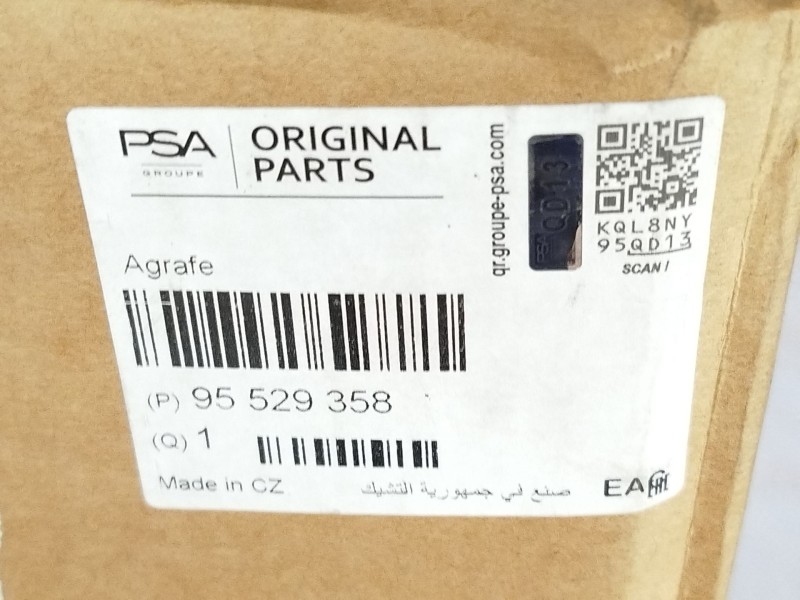 PSA
GROUPE
ORIGINAL
PARTS
qr.groupe-psa.com
QD13
KQL8NY
95QD13
SCAN!
Agrafe
(P) 95 529 358
(Q) 1
Made in CZ
صنع في جمهورية التشيك